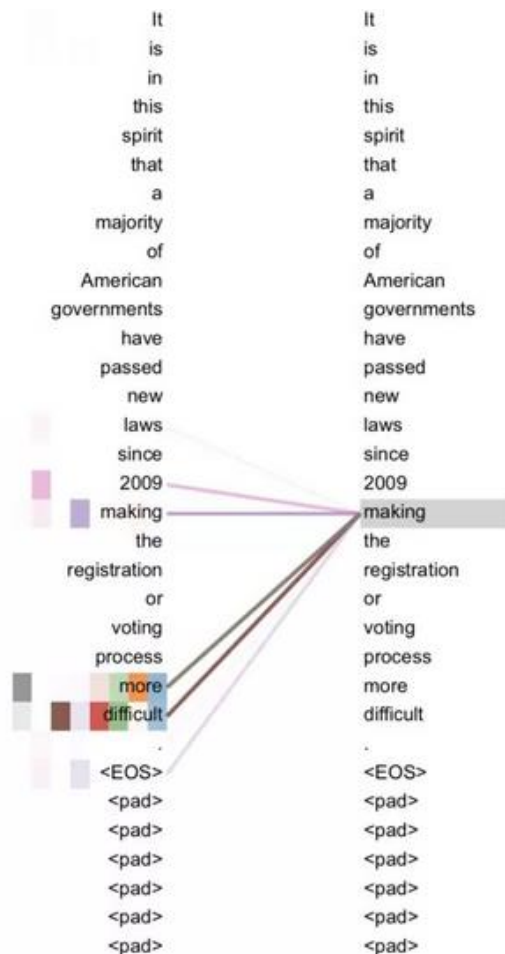 It It
is is
in in
this this
spirit spirit
that that
a a
majority majority
of of
American American
governments governments
have have
passed passed
new new
laws laws
since since
2009 2009
making making
the the
registration registration
or or
voting voting
process process
more more
difficult difficult
. .
<EOS> <EOS>
<pad> <pad>
<pad> <pad>
<pad> <pad>
<pad> <pad>
<pad> <pad>
<pad> <pad>